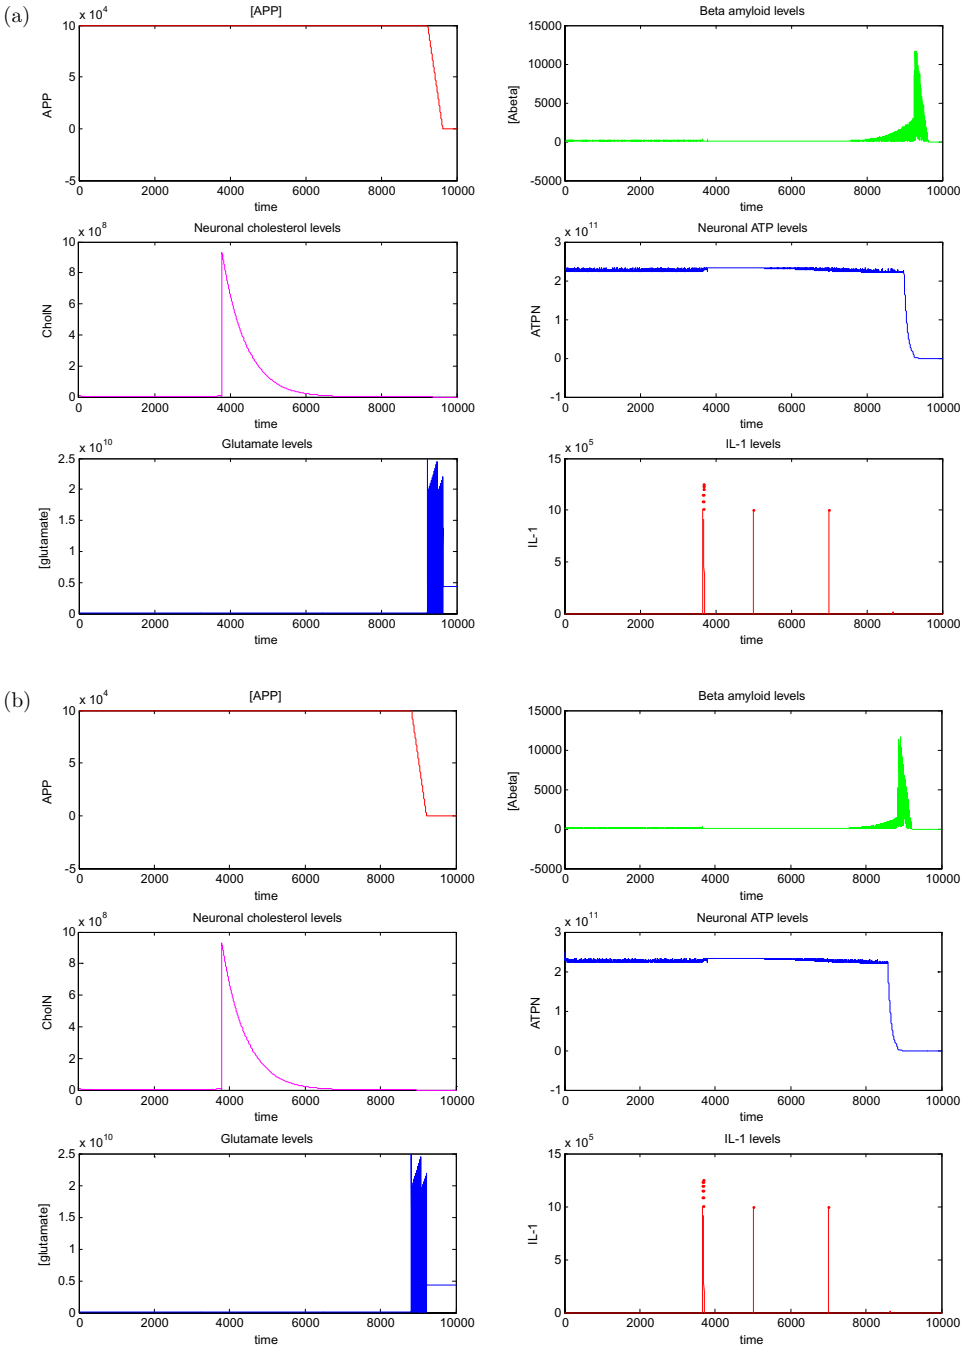 (a)
[APP]
x 10^4
10
5
0
-5
APP
0 2000 4000 6000 8000 10000
time
Beta amyloid levels
15000
10000
5000
0
-5000
[Abeta]
0 2000 4000 6000 8000 10000
time
Neuronal cholesterol levels
x 10^8
10
8
6
4
2
0
CholN
0 2000 4000 6000 8000 10000
time
Neuronal ATP levels
x 10^11
3
2
1
0
-1
ATPN
0 2000 4000 6000 8000 10000
time
Glutamate levels
x 10^10
2.5
2
1.5
1
0.5
0
[glutamate]
0 2000 4000 6000 8000 10000
time
IL-1 levels
x 10^5
15
10
5
0
IL-1
0 2000 4000 6000 8000 10000
time
(b)
[APP]
x 10^4
10
5
0
-5
APP
0 2000 4000 6000 8000 10000
time
Beta amyloid levels
15000
10000
5000
0
-5000
[Abeta]
0 2000 4000 6000 8000 10000
time
Neuronal cholesterol levels
x 10^8
10
8
6
4
2
0
CholN
0 2000 4000 6000 8000 10000
time
Neuronal ATP levels
x 10^11
3
2
1
0
-1
ATPN
0 2000 4000 6000 8000 10000
time
Glutamate levels
x 10^10
2.5
2
1.5
1
0.5
0
[glutamate]
0 2000 4000 6000 8000 10000
time
IL-1 levels
x 10^5
15
10
5
0
IL-1
0 2000 4000 6000 8000 10000
time